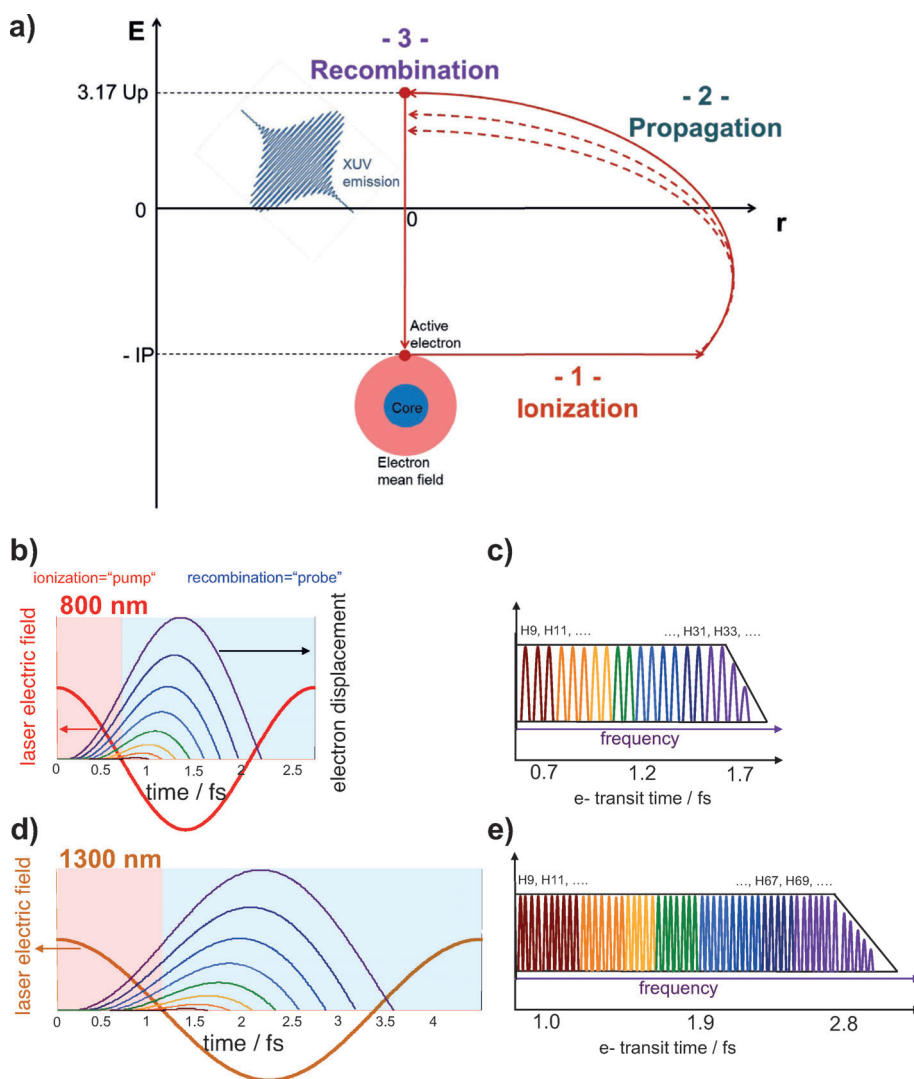 a)
E
- 3 -
Recombination
3.17 Up
- 2 -
Propagation
XUV
emission
0
0
r
Active
electron
- IP
- 1 -
Ionization
Core
Electron
mean field
b)
ionization="pump"
recombination="probe"
800 nm
laser electric field
electron displacement
0
0.5
1
1.5
2
2.5
time / fs
c)
H9, H11, ....
..., H31, H33, ....
frequency
0.7
1.2
1.7
e- transit time / fs
d)
1300 nm
laser electric field
0
0.5
1
1.5
2
2.5
3
3.5
4
time / fs
e)
H9, H11, ....
..., H67, H69, ....
frequency
1.0
1.9
2.8
e- transit time / fs